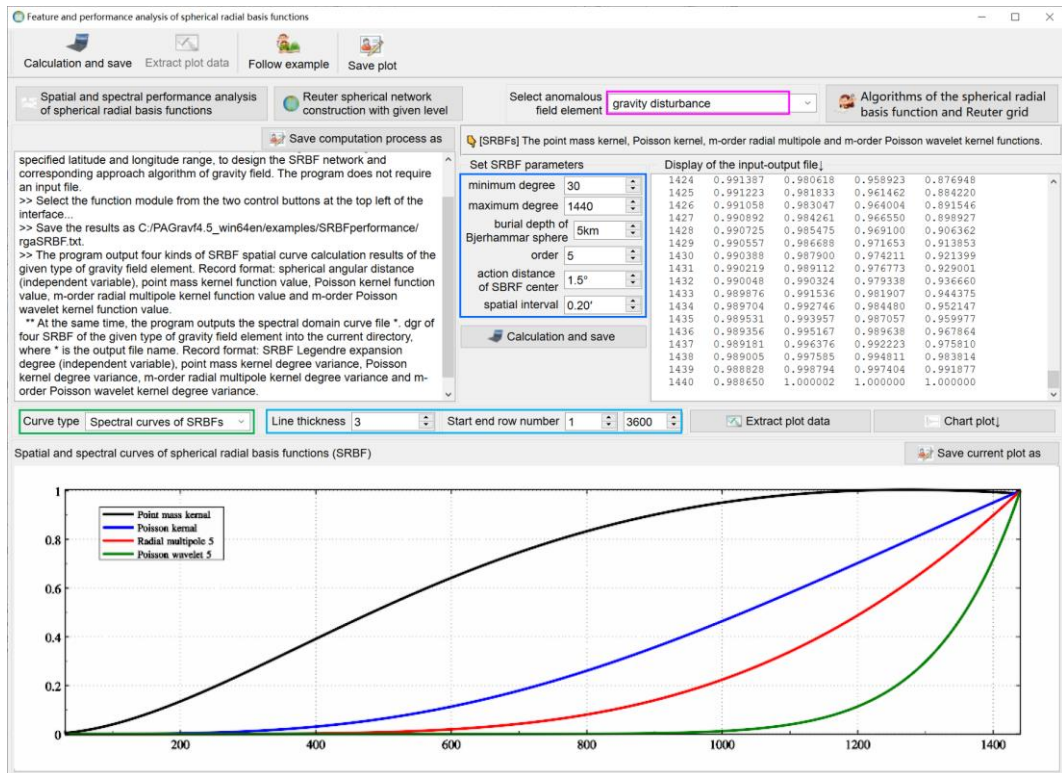 Feature and performance analysis of spherical radial basis functions
Calculation and save
Extract plot data
Follow example
Save plot
Spatial and spectral performance analysis
of spherical radial basis functions
Reuter spherical network
construction with given level
Select anomalous
field element
gravity disturbance
Algorithms of the spherical radial
basis function and Reuter grid
Save computation process as
[SRBFs] The point mass kernel, Poisson kernel, m-order radial multipole and m-order Poisson wavelet kernel functions.
specified latitude and longitude range, to design the SRBF network and
corresponding approach algorithm of gravity field. The program does not require
an input file.
>> Select the function module from the two control buttons at the top left of the
interface...
>> Save the results as C:/PAGravf4.5_win64en/examples/SRBFperformance/
rgaSRBF.txt.
>> The program output four kinds of SRBF spatial curve calculation results of the
given type of gravity field element. Record format: spherical angular distance
(independent variable), point mass kernel function value, Poisson kernel function
value, m-order radial multipole kernel function value and m-order Poisson
wavelet kernel function value.
** At the same time, the program outputs the spectral domain curve file *. dgr of
four SRBF of the given type of gravity field element into the current directory,
where * is the output file name. Record format: SRBF Legendre expansion
degree (independent variable), point mass kernel degree variance, Poisson
kernel degree variance, m-order radial multipole kernel degree variance and m-
order Poisson wavelet kernel degree variance.
Set SRBF parameters
minimum degree 30
maximum degree 1440
burial depth of
Bjerhammar sphere 5km
order 5
action distance
of SBRF center 1.5°
spatial interval 0.20′
Calculation and save
Display of the input-output file↓
1424 0.991387 0.980618 0.958923 0.876948
1425 0.991223 0.981833 0.961462 0.884220
1426 0.991058 0.983047 0.964004 0.891546
1427 0.990892 0.984261 0.966550 0.898927
1428 0.990725 0.985475 0.969100 0.906362
1429 0.990557 0.986688 0.971653 0.913853
1430 0.990388 0.987900 0.974211 0.921399
1431 0.990219 0.989112 0.976773 0.929001
1432 0.990048 0.990324 0.979338 0.936660
1433 0.989876 0.991536 0.981907 0.944375
1434 0.989704 0.992746 0.984480 0.952147
1435 0.989531 0.993957 0.987057 0.959977
1436 0.989356 0.995167 0.989638 0.967864
1437 0.989181 0.996376 0.992223 0.975810
1438 0.989005 0.997585 0.994811 0.983814
1439 0.988828 0.998794 0.997404 0.991877
1440 0.988650 1.000002 1.000000 1.000000
Curve type Spectral curves of SRBFs
Line thickness 3
Start end row number 1 3600
Extract plot data
Chart plot↓
Spatial and spectral curves of spherical radial basis functions (SRBF)
Save current plot as
1
0.8
0.6
0.4
0.2
0
Point mass kernal
Poisson kernal
Radial multipole 5
Poisson wavelet 5
200 400 600 800 1000 1200 1400